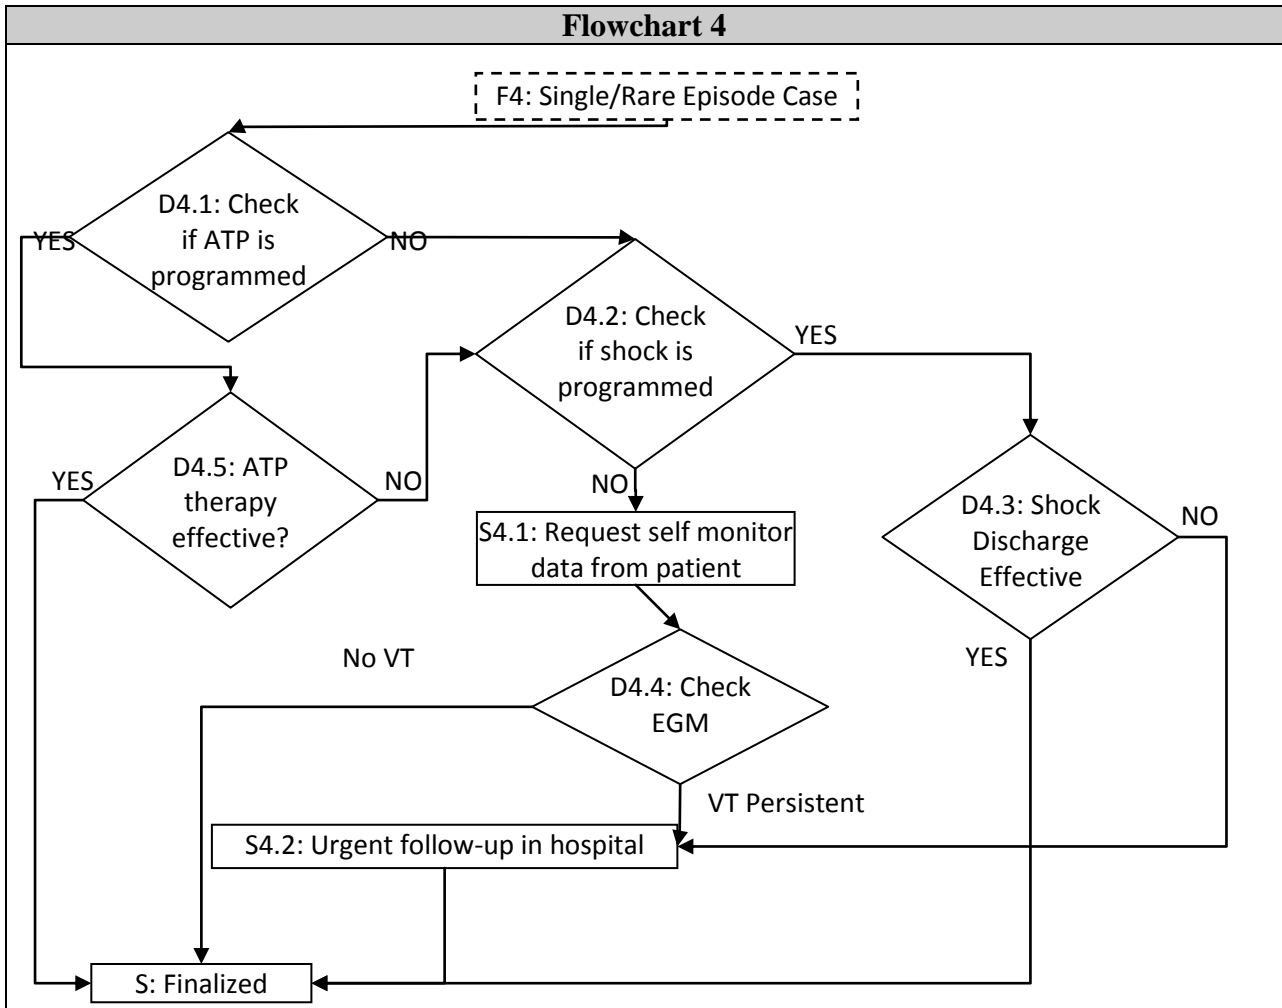 Flowchart 4
F4: Single/Rare Episode Case
D4.1: Check
if ATP is
programmed
YES
NO
D4.2: Check
if shock is
programmed
YES
NO
D4.5: ATP
therapy
effective?
YES
NO
D4.3: Shock
Discharge
Effective
NO
YES
S4.1: Request self monitor
data from patient
No VT
D4.4: Check
EGM
VT Persistent
S4.2: Urgent follow-up in hospital
S: Finalized